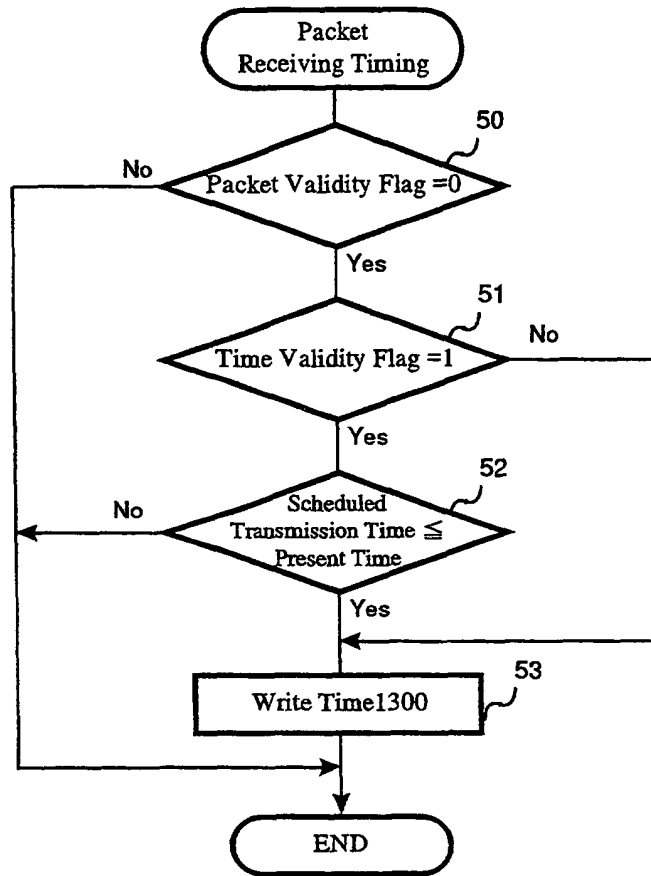 Packet
Receiving Timing
50
No
Packet Validity Flag =0
Yes
51
No
Time Validity Flag =1
Yes
52
No
Scheduled
Transmission Time ≦
Present Time
Yes
53
Write Time1300
END